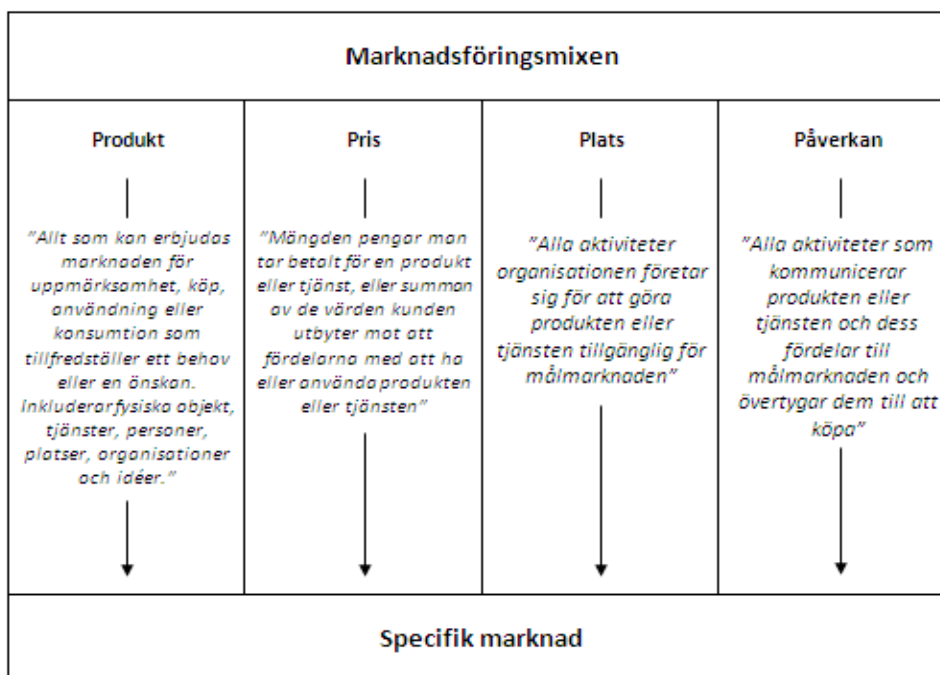 Marknadsföringsmixen
Produkt
"Allt som kan erbjudas
marknaden för
uppmärksamhet, köp,
användning eller
konsumtion som
tillfredställer ett behov
eller en önskan.
Inkluderar fysiska objekt,
tjänster, personer,
platser, organisationer
och idéer."
Pris
"Mängden pengar man
tar betalt för en produkt
eller tjänst, eller summan
av de värden kunden
utbyter mot att
fördelarna med att ha
eller använda produkten
eller tjänsten"
Plats
"Alla aktiviteter
organisationen företar
sig för att göra
produkten eller
tjänsten tillgänglig för
målmarknaden"
Påverkan
"Alla aktiviteter som
kommunicerar
produkten eller
tjänsten och dess
fördelar till
målmarknaden och
övertygar dem till att
köpa"
Specifik marknad